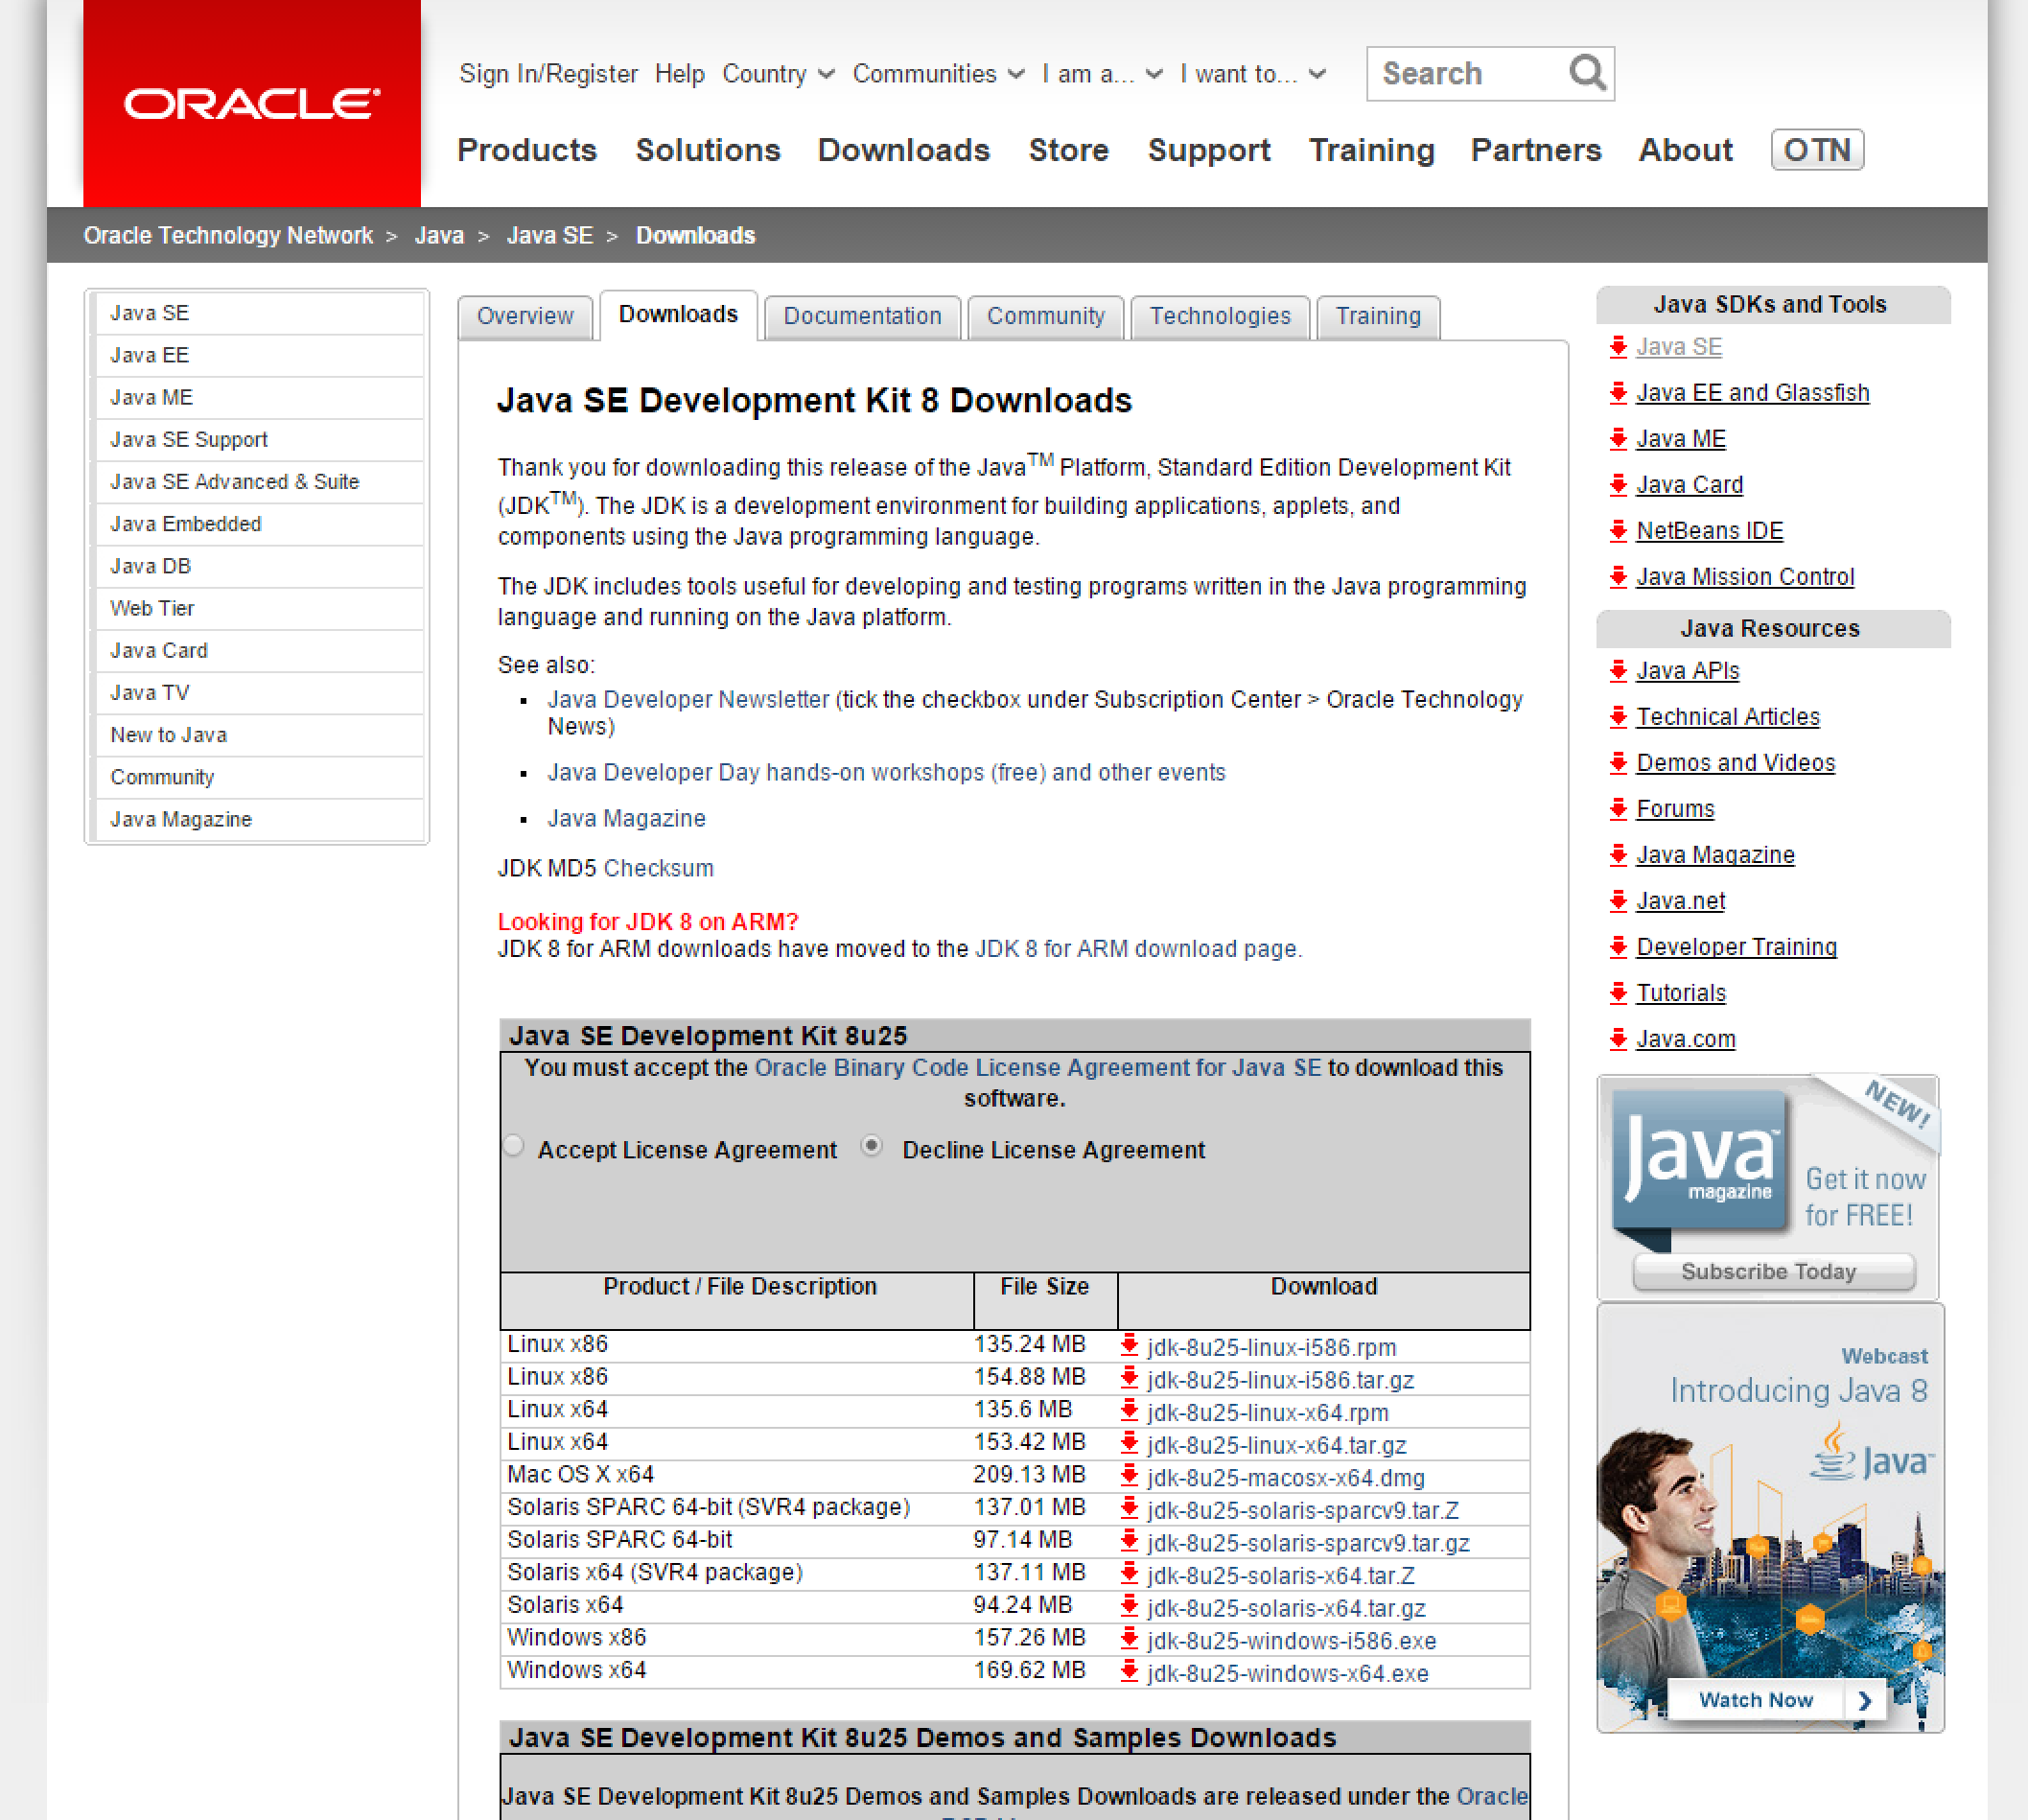 ORACLE
Sign In/Register Help Country Communities I am a... I want to... Search
Products Solutions Downloads Store Support Training Partners About OTN
Oracle Technology Network > Java > Java SE > Downloads
Java SE
Java EE
Java ME
Java SE Support
Java SE Advanced & Suite
Java Embedded
Java DB
Web Tier
Java Card
Java TV
New to Java
Community
Java Magazine
Overview Downloads Documentation Community Technologies Training
Java SE Development Kit 8 Downloads
Thank you for downloading this release of the Java™ Platform, Standard Edition Development Kit
(JDK™). The JDK is a development environment for building applications, applets, and
components using the Java programming language.
The JDK includes tools useful for developing and testing programs written in the Java programming
language and running on the Java platform.
See also:
Java Developer Newsletter (tick the checkbox under Subscription Center > Oracle Technology
News)
Java Developer Day hands-on workshops (free) and other events
Java Magazine
JDK MD5 Checksum
Looking for JDK 8 on ARM?
JDK 8 for ARM downloads have moved to the JDK 8 for ARM download page.
Java SE Development Kit 8u25
You must accept the Oracle Binary Code License Agreement for Java SE to download this
software.
Accept License Agreement Decline License Agreement
Product / File Description File Size Download
Linux x86 135.24 MB jdk-8u25-linux-i586.rpm
Linux x86 154.88 MB jdk-8u25-linux-i586.tar.gz
Linux x64 135.6 MB jdk-8u25-linux-x64.rpm
Linux x64 153.42 MB jdk-8u25-linux-x64.tar.gz
Mac OS X x64 209.13 MB jdk-8u25-macosx-x64.dmg
Solaris SPARC 64-bit (SVR4 package) 137.01 MB jdk-8u25-solaris-sparcv9.tar.Z
Solaris SPARC 64-bit 97.14 MB jdk-8u25-solaris-sparcv9.tar.gz
Solaris x64 (SVR4 package) 137.11 MB jdk-8u25-solaris-x64.tar.Z
Solaris x64 94.24 MB jdk-8u25-solaris-x64.tar.gz
Windows x86 157.26 MB jdk-8u25-windows-i586.exe
Windows x64 169.62 MB jdk-8u25-windows-x64.exe
Java SE Development Kit 8u25 Demos and Samples Downloads
Java SE Development Kit 8u25 Demos and Samples Downloads are released under the Oracle
Java SDKs and Tools
Java SE
Java EE and Glassfish
Java ME
Java Card
NetBeans IDE
Java Mission Control
Java Resources
Java APIs
Technical Articles
Demos and Videos
Forums
Java Magazine
Java.net
Developer Training
Tutorials
Java.com
NEW!
Java™
magazine
Get it now
for FREE!
Subscribe Today
Webcast
Introducing Java 8
Java™
Watch Now